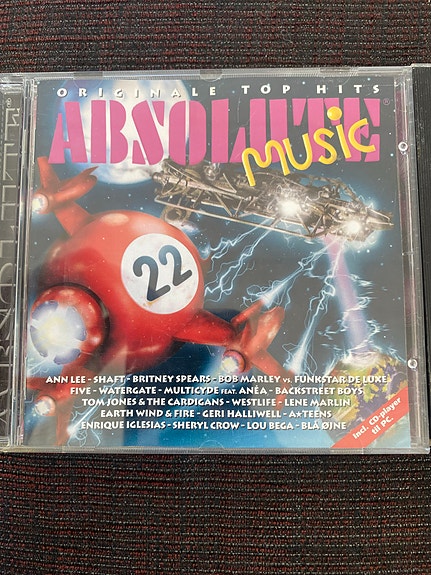 ORIGINALE TOP HITS
ABSOLUTE®
music
22
ANN LEE - SHAFT - BRITNEY SPEARS - BOB MARLEY vs. FUNKSTAR DE LUXE
FIVE - WATERGATE - MULTICYDE FEAT. ANÉA - BACKSTREET BOYS
TOM JONES & THE CARDIGANS - WESTLIFE - LENE MARLIN
EARTH WIND & FIRE - GERI HALLIWELL - A*TEENS
ENRIQUE IGLESIAS - SHERYL CROW - LOU BEGA - BLÅ ØJNE
Incl. CD-player
til PC.